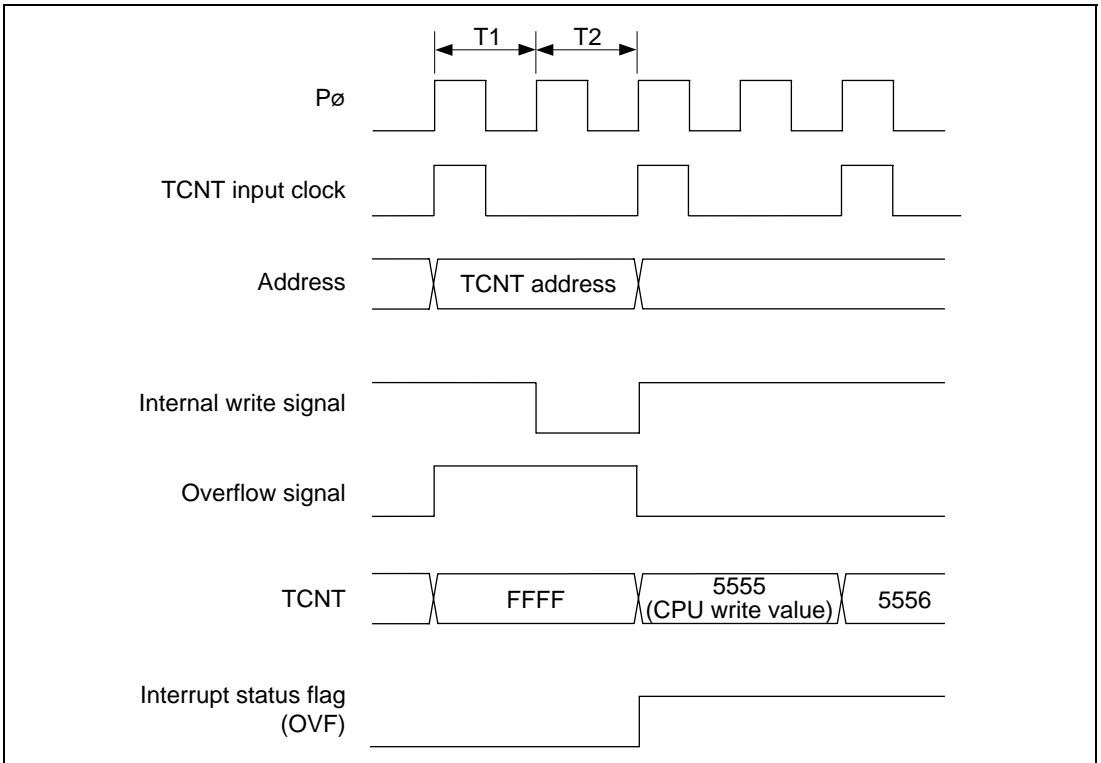 T1 T2
Pø
TCNT input clock
Address
TCNT address
Internal write signal
Overflow signal
TCNT
FFFF
5555
(CPU write value)
5556
Interrupt status flag
(OVF)